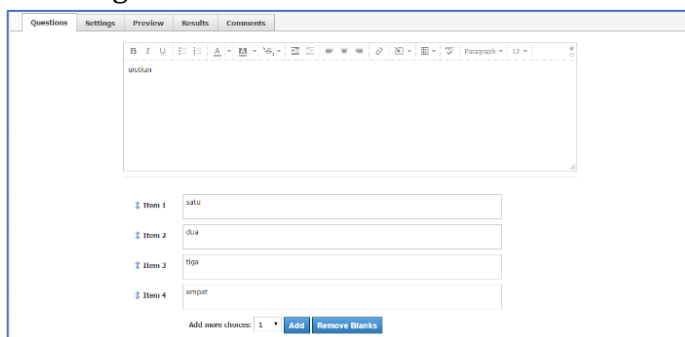 Questions Settings Preview Results Comments
B I U A Paragraph 12
urutkan
Item 1 satu
Item 2 dua
Item 3 tiga
Item 4 empat
Add more choices: 1 Add Remove Blanks